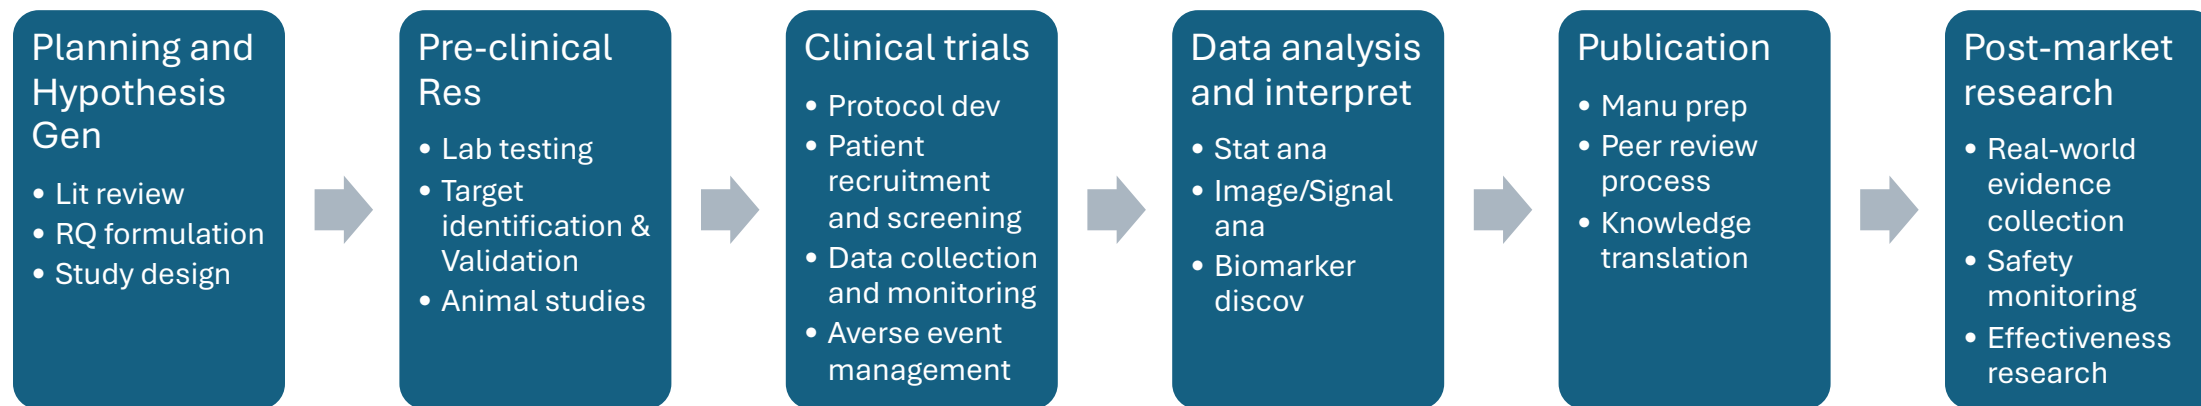 Planning and
Hypothesis
Gen
• Lit review
• RQ formulation
• Study design
Pre-clinical
Res
• Lab testing
• Target
identification &
Validation
• Animal studies
Clinical trials
• Protocol dev
• Patient
recruitment
and screening
• Data collection
and monitoring
• Averse event
management
Data analysis
and interpret
• Stat ana
• Image/Signal
ana
• Biomarker
discov
Publication
• Manu prep
• Peer review
process
• Knowledge
translation
Post-market
research
• Real-world
evidence
collection
• Safety
monitoring
• Effectiveness
research